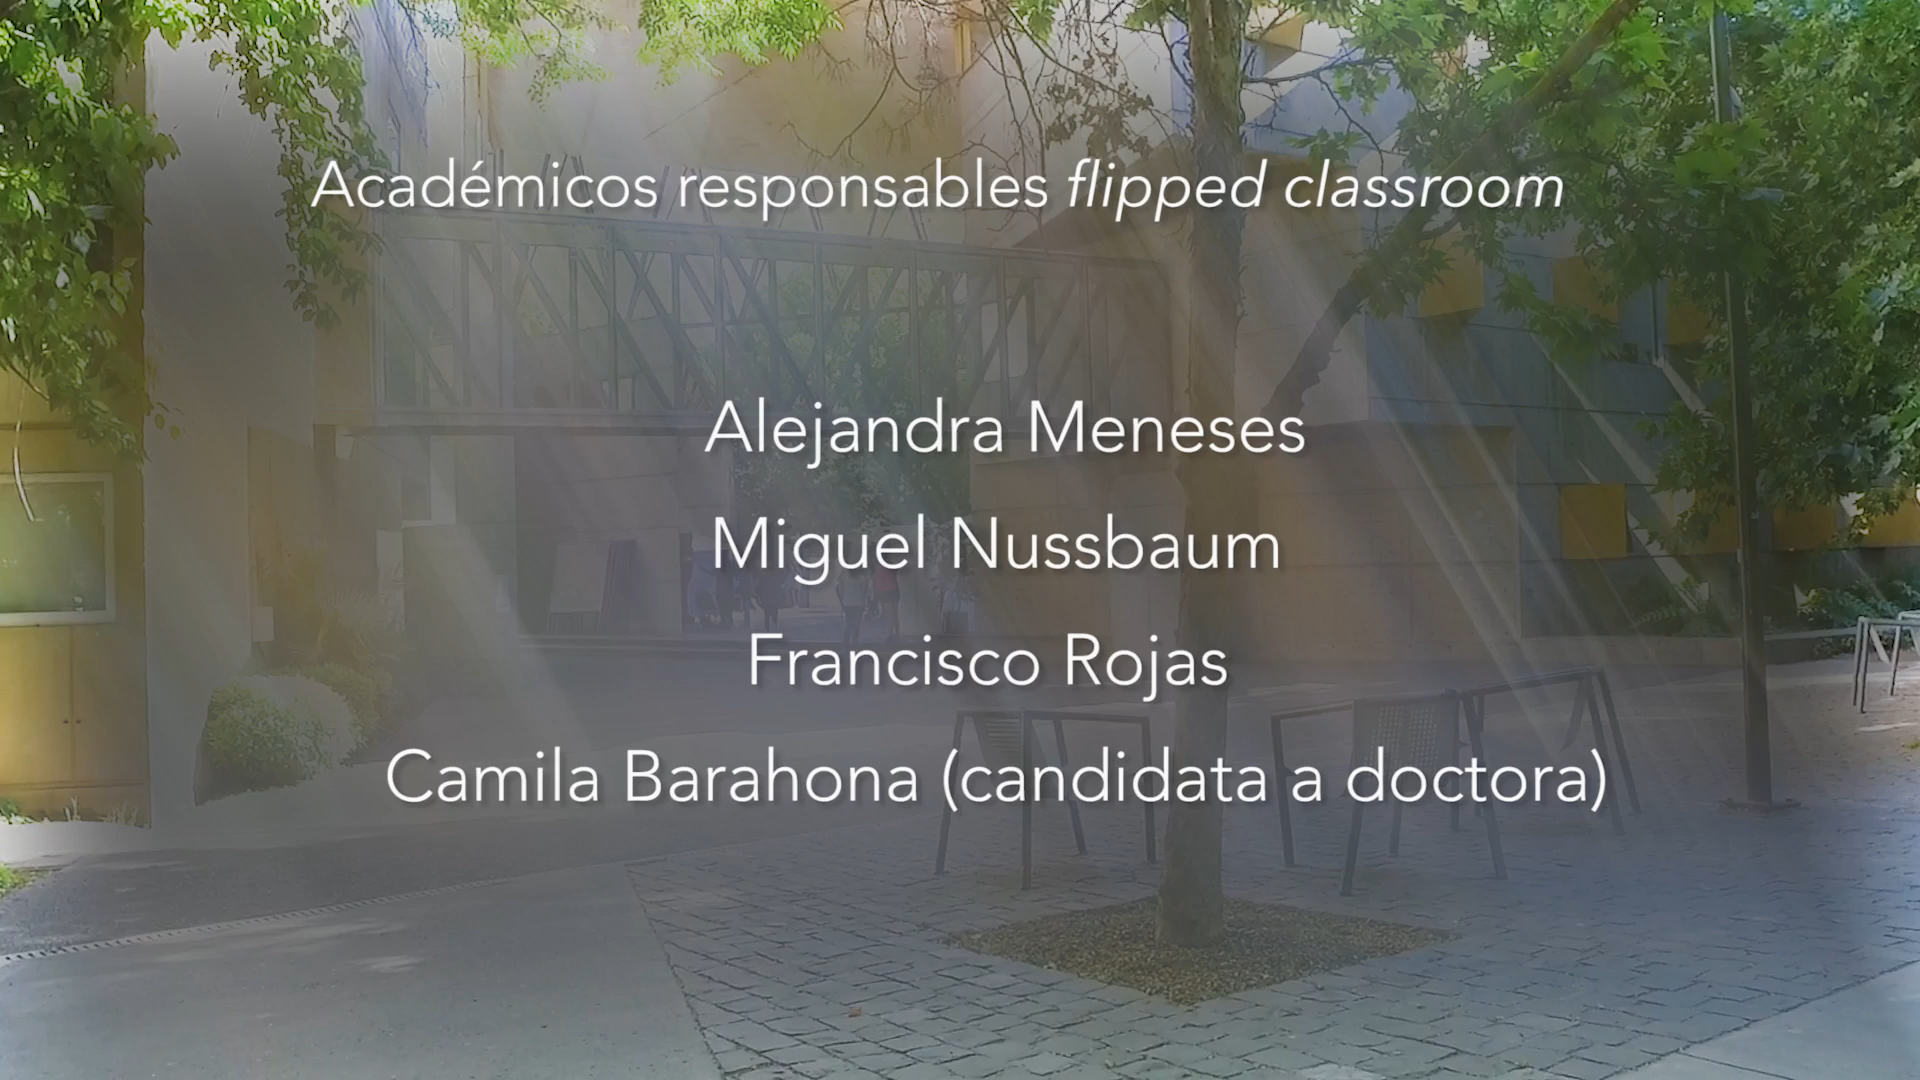 Académicos responsables flipped classroom
Alejandra Meneses
Miguel Nussbaum
Francisco Rojas
Camila Barahona (candidata a doctora)